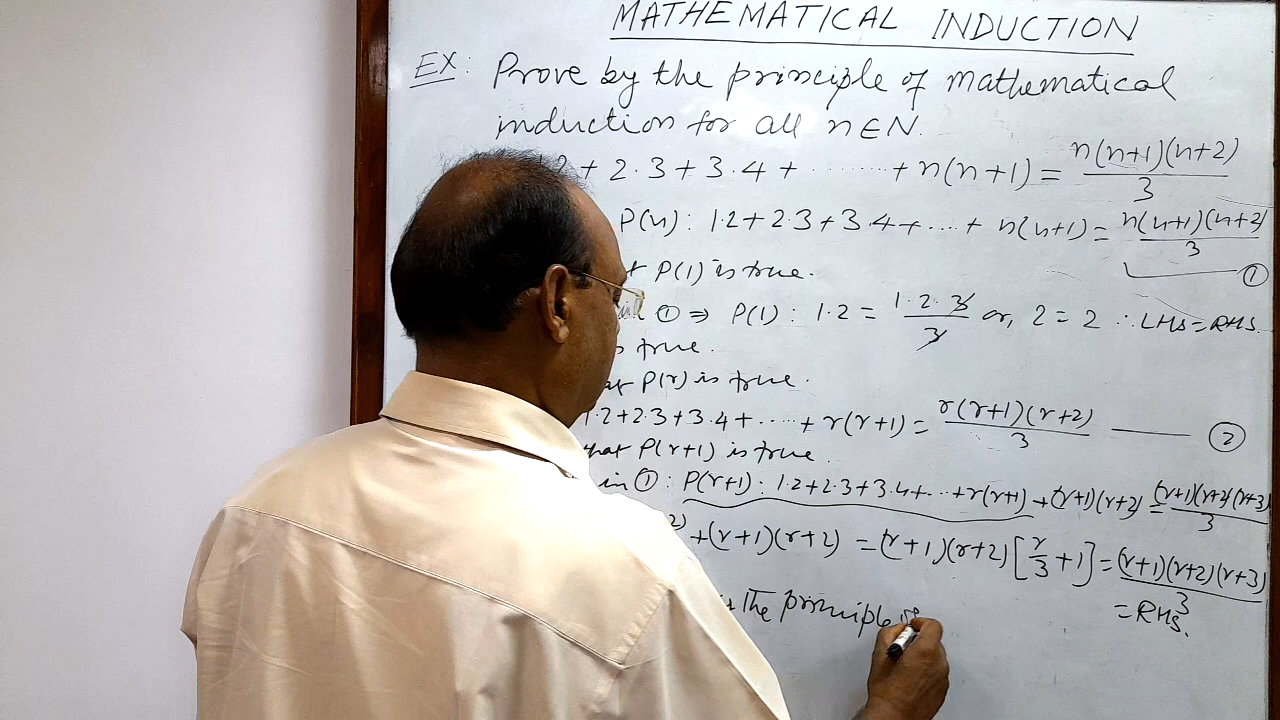 MATHEMATICAL INDUCTION
EX: Prove by the principle of mathematical
induction for all n∈N.
+ 2.3 + 3.4 + ........ + n(n+1) = n(n+1)(n+2)/3
P(n): 1.2+2.3+3.4+...+ n(n+1) = n(n+1)(n+2)/3 ①
P(1) is true.
① ⇒ P(1): 1.2 = 1.2.3/3 or, 2 = 2 ∴ LHS = RHS.
true.
P(r) is true.
1.2+2.3+3.4+.....+ r(r+1) = r(r+1)(r+2)/3 ②
that P(r+1) is true
in ①: P(r+1): 1.2+2.3+3.4+...+r(r+1)+(r+1)(r+2) = (r+1)(r+2)(r+3)/3
+(r+1)(r+2) = (r+1)(r+2)[r/3+1] = (r+1)(r+2)(r+3)/3
= RHS.
the principle